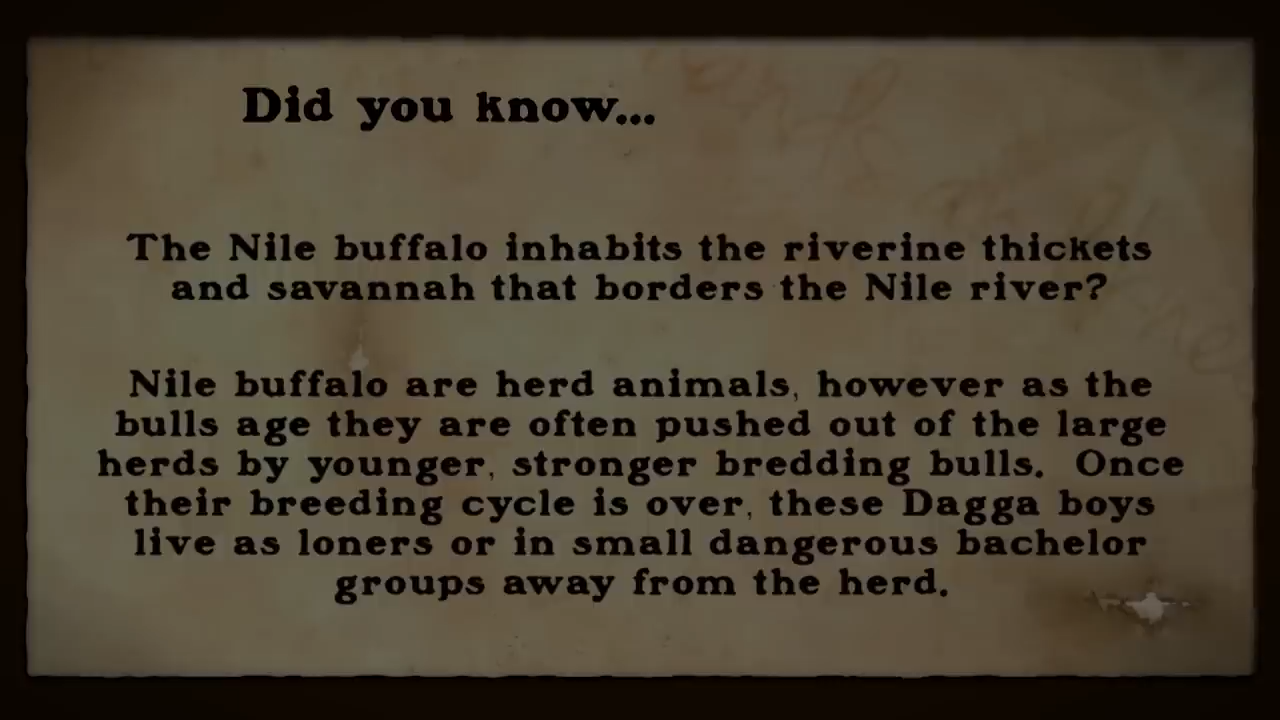 Did you know...
The Nile buffalo inhabits the riverine thickets
and savannah that borders the Nile river?
Nile buffalo are herd animals, however as the
bulls age they are often pushed out of the large
herds by younger, stronger bredding bulls. Once
their breeding cycle is over, these Dagga boys
live as loners or in small dangerous bachelor
groups away from the herd.